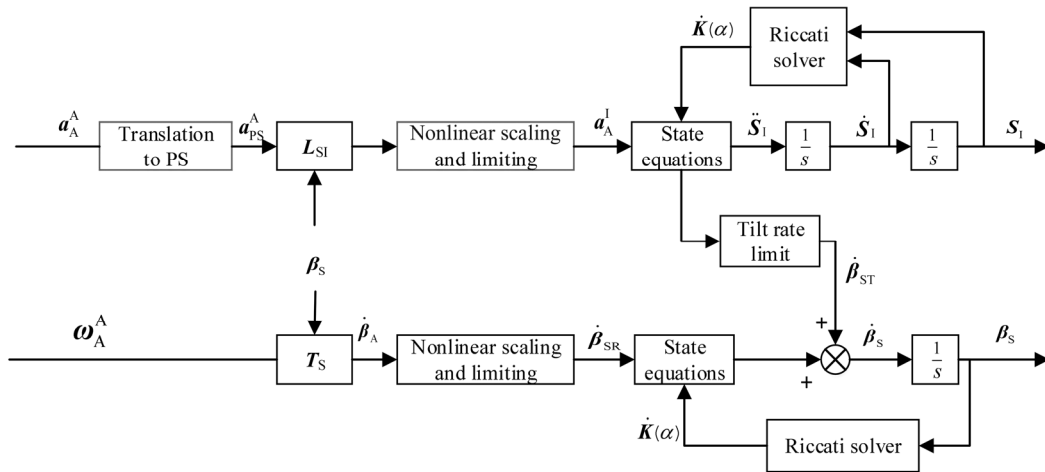 K̇(α)
Riccati
solver
a_A^A
Translation
to PS
a_PS^A
L_SI
Nonlinear scaling
and limiting
a_A^I
State
equations
S̈_I
1/s
Ṡ_I
1/s
S_I
Tilt rate
limit
β_S
β̇_ST
ω_A^A
T_S
β̇_A
Nonlinear scaling
and limiting
β̇_SR
State
equations
+
+
β̇_S
1/s
β_S
K̇(α)
Riccati solver